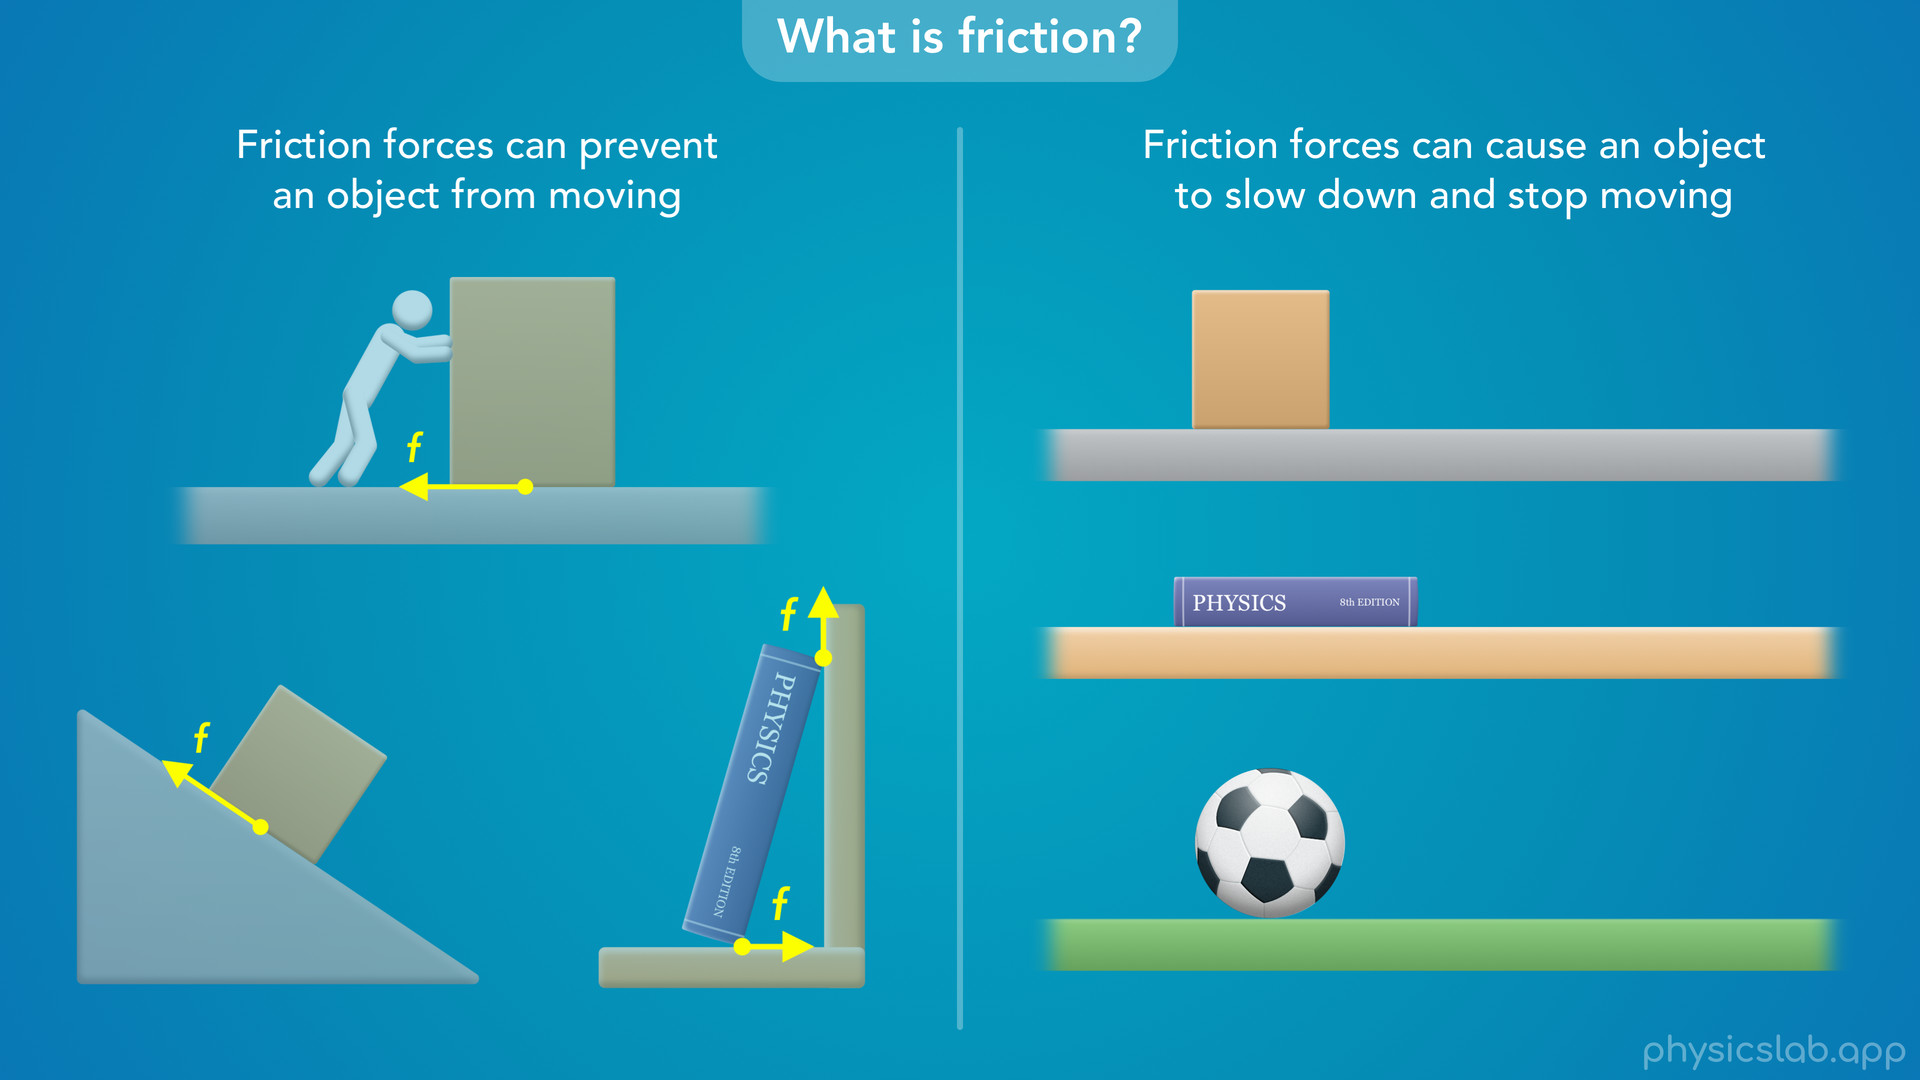 What is friction?
Friction forces can prevent
an object from moving
f
f
f
PHYSICS
8th EDITION
f
Friction forces can cause an object
to slow down and stop moving
PHYSICS 8th EDITION
physicslab.app